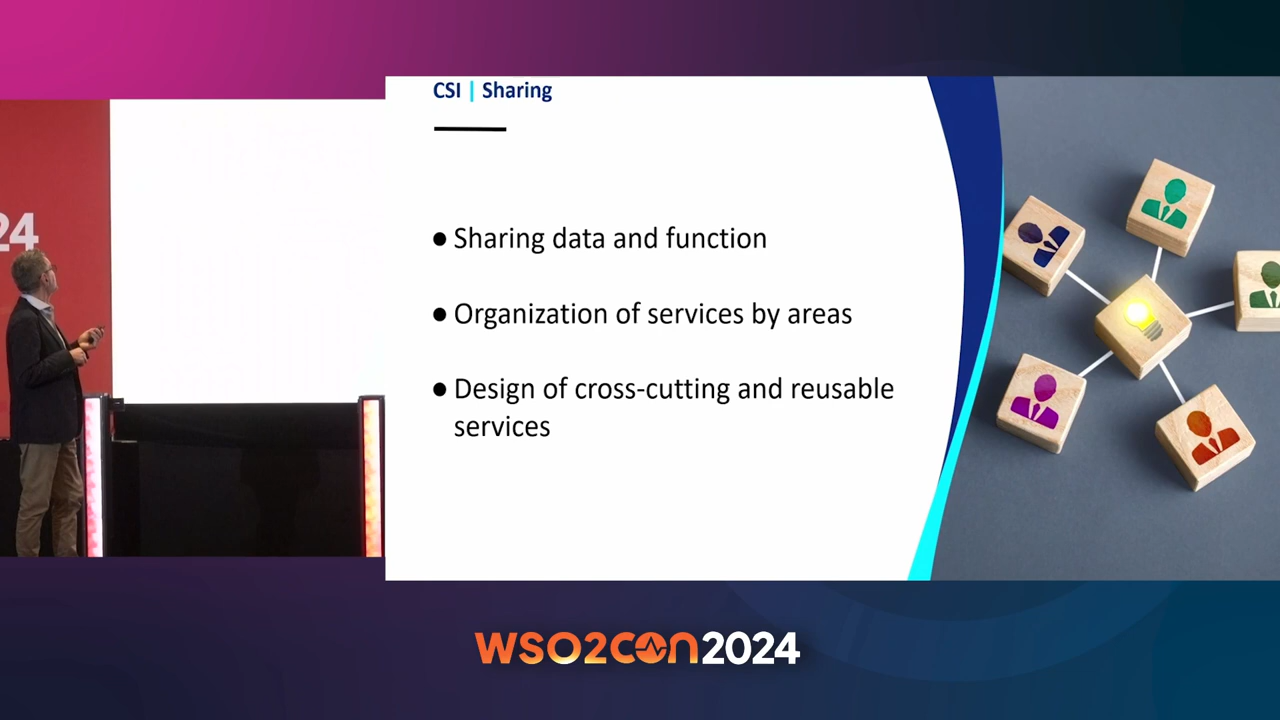 CSI | Sharing
24
● Sharing data and function
● Organization of services by areas
● Design of cross-cutting and reusable
services
WSO2CON2024